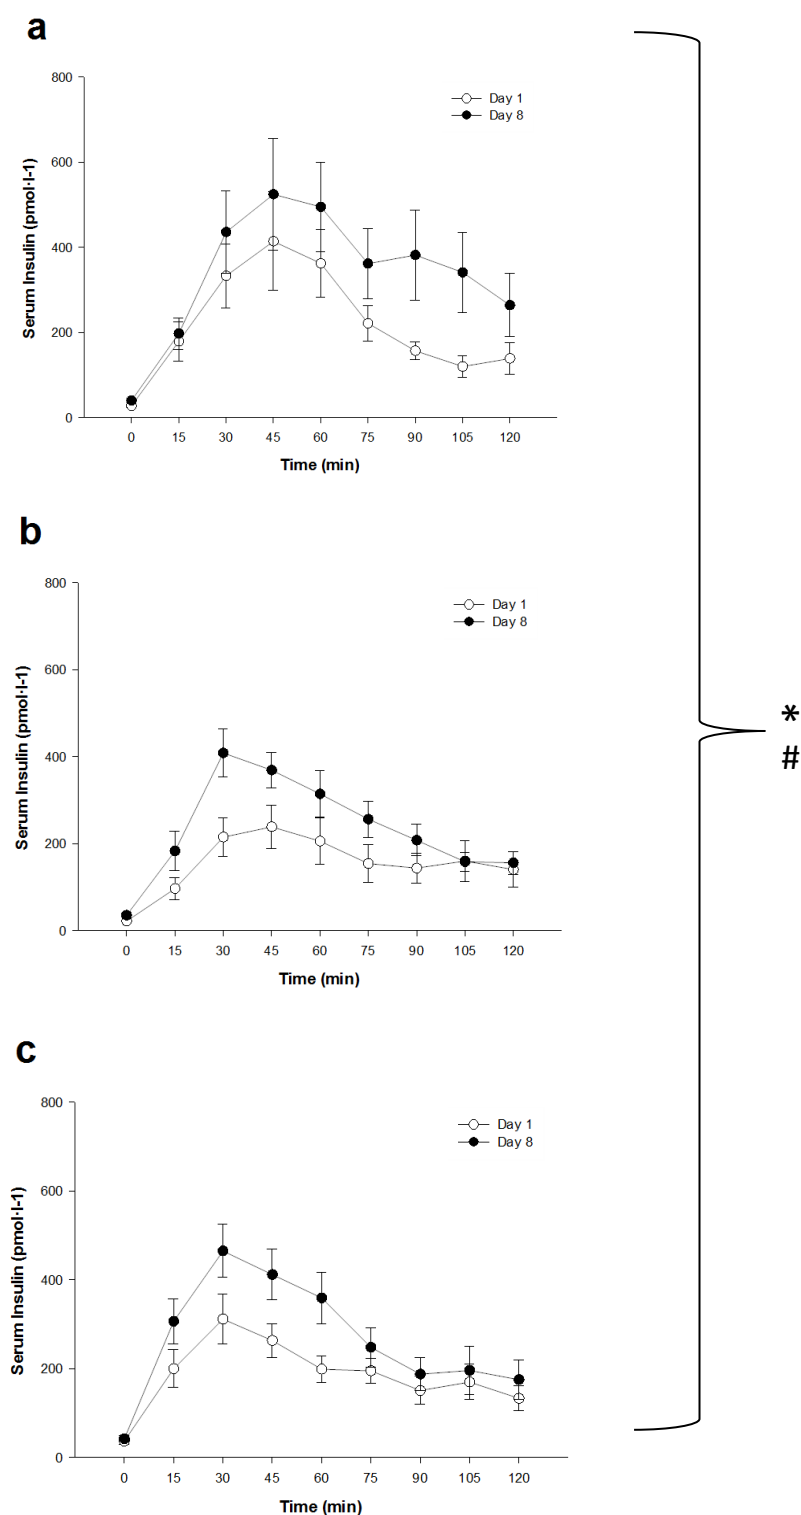 a
800
600
400
200
0
Serum Insulin (pmol·l-1)
Day 1
Day 8
0 15 30 45 60 75 90 105 120
Time (min)
b
800
600
400
200
0
Serum Insulin (pmol·l-1)
Day 1
Day 8
0 15 30 45 60 75 90 105 120
Time (min)
*
#
c
800
600
400
200
0
Serum Insulin (pmol·l-1)
Day 1
Day 8
0 15 30 45 60 75 90 105 120
Time (min)